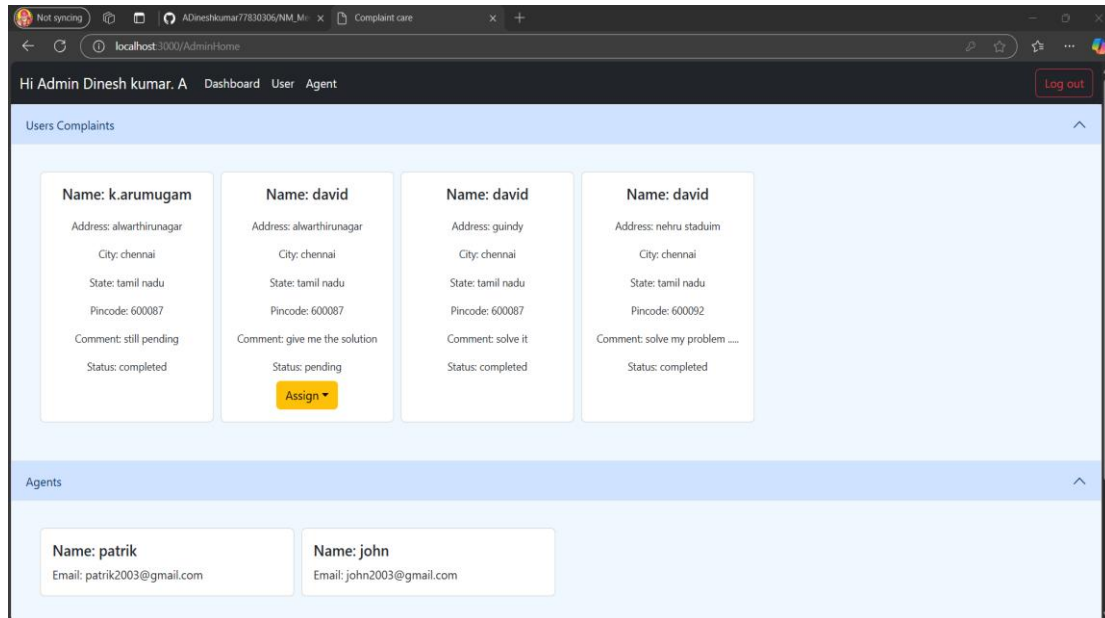 Not syncing
ADineshkumar77830306/NM_Me
Complaint care
localhost:3000/AdminHome
Hi Admin Dinesh kumar. A Dashboard User Agent Log out
Users Complaints
Name: k.arumugam
Address: alwarthirunagar
City: chennai
State: tamil nadu
Pincode: 600087
Comment: still pending
Status: completed
Name: david
Address: alwarthirunagar
City: chennai
State: tamil nadu
Pincode: 600087
Comment: give me the solution
Status: pending
Assign
Name: david
Address: guindy
City: chennai
State: tamil nadu
Pincode: 600087
Comment: solve it
Status: completed
Name: david
Address: nehru staduim
City: chennai
State: tamil nadu
Pincode: 600092
Comment: solve my problem .....
Status: completed
Agents
Name: patrik
Email: patrik2003@gmail.com
Name: john
Email: john2003@gmail.com